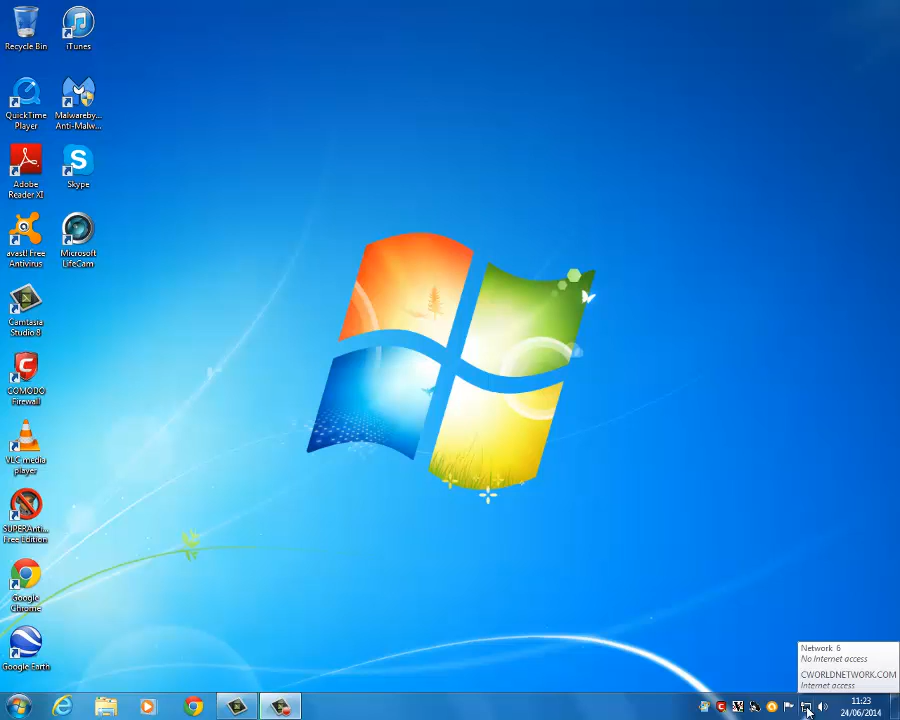 Recycle Bin
iTunes
QuickTime
Player
Malwareby...
Anti-Malw...
Adobe
Reader XI
Skype
avast! Free
Antivirus
Microsoft
LifeCam
Camtasia
Studio 8
COMODO
Firewall
VLC media
player
SUPERAnti...
Free Edition
Google
Chrome
Google Earth
Network 6
No Internet access
CWORLDNETWORK.COM
Internet access
11:23
24/06/2014